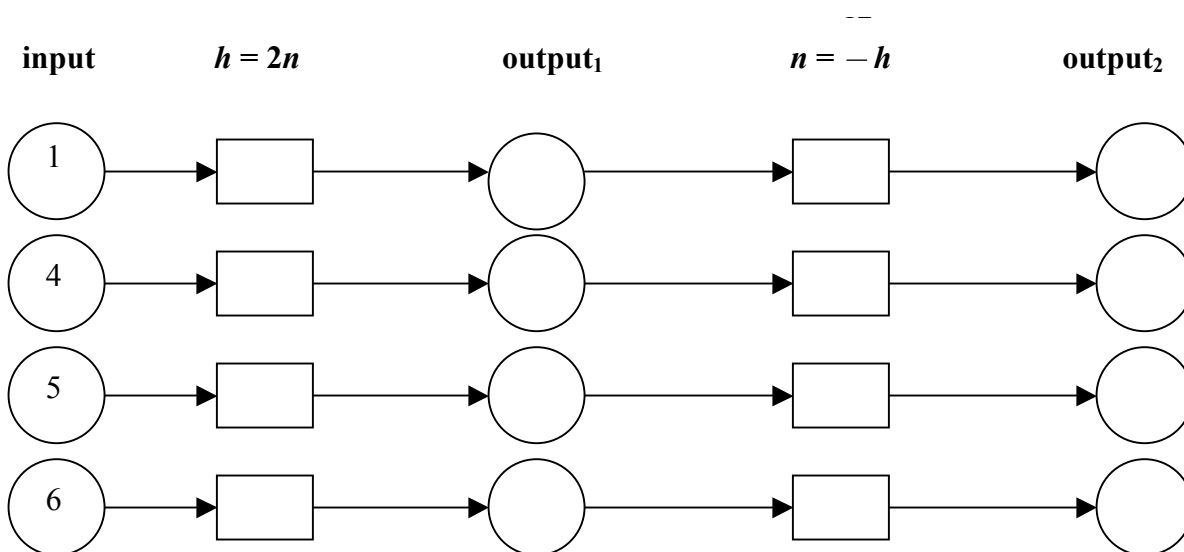 input h = 2n output₁ n = – h output₂
1
4
5
6